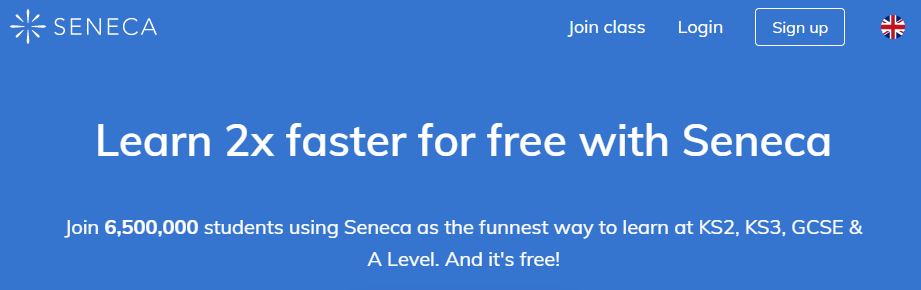 SENECA
Join class
Login
Sign up
Learn 2x faster for free with Seneca
Join 6,500,000 students using Seneca as the funnest way to learn at KS2, KS3, GCSE &
A Level. And it's free!